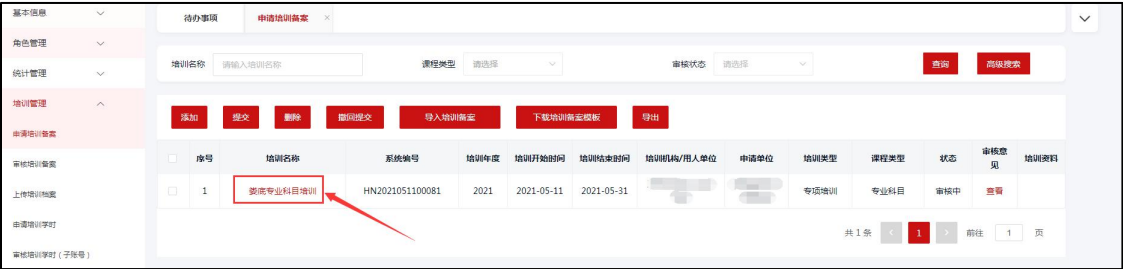 基本信息
待办事项 申请培训备案 ×
角色管理
培训名称 请输入培训名称 课程类型 请选择 审核状态 请选择 查询 高级搜索
统计管理
培训管理
添加 提交 删除 撤回提交 导入培训备案 下载培训备案模板 导出
申请培训备案
序号 培训名称 系统编号 培训年度 培训开始时间 培训结束时间 培训机构/用人单位 申请单位 培训类型 课程类型 状态 审核意见 培训资料
审核培训备案
1 娄底专业科目培训 HN2021051100081 2021 2021-05-11 2021-05-31 专项培训 专业科目 审核中 查看
上传培训档案
申请培训学时
共 1 条 < 1 > 前往 1 页
审核培训学时（子账号）